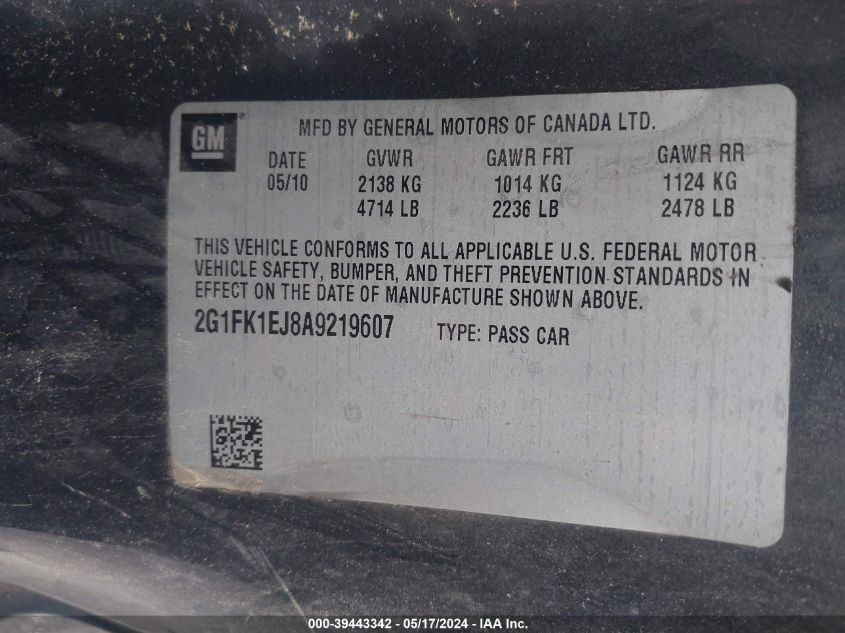 GM®
MFD BY GENERAL MOTORS OF CANADA LTD.
DATE GVWR GAWR FRT GAWR RR
05/10 2138 KG 1014 KG 1124 KG
4714 LB 2236 LB 2478 LB
THIS VEHICLE CONFORMS TO ALL APPLICABLE U.S. FEDERAL MOTOR
VEHICLE SAFETY, BUMPER, AND THEFT PREVENTION STANDARDS IN
EFFECT ON THE DATE OF MANUFACTURE SHOWN ABOVE.
2G1FK1EJ8A9219607 TYPE: PASS CAR
000-39443342 - 05/17/2024 - IAA Inc.